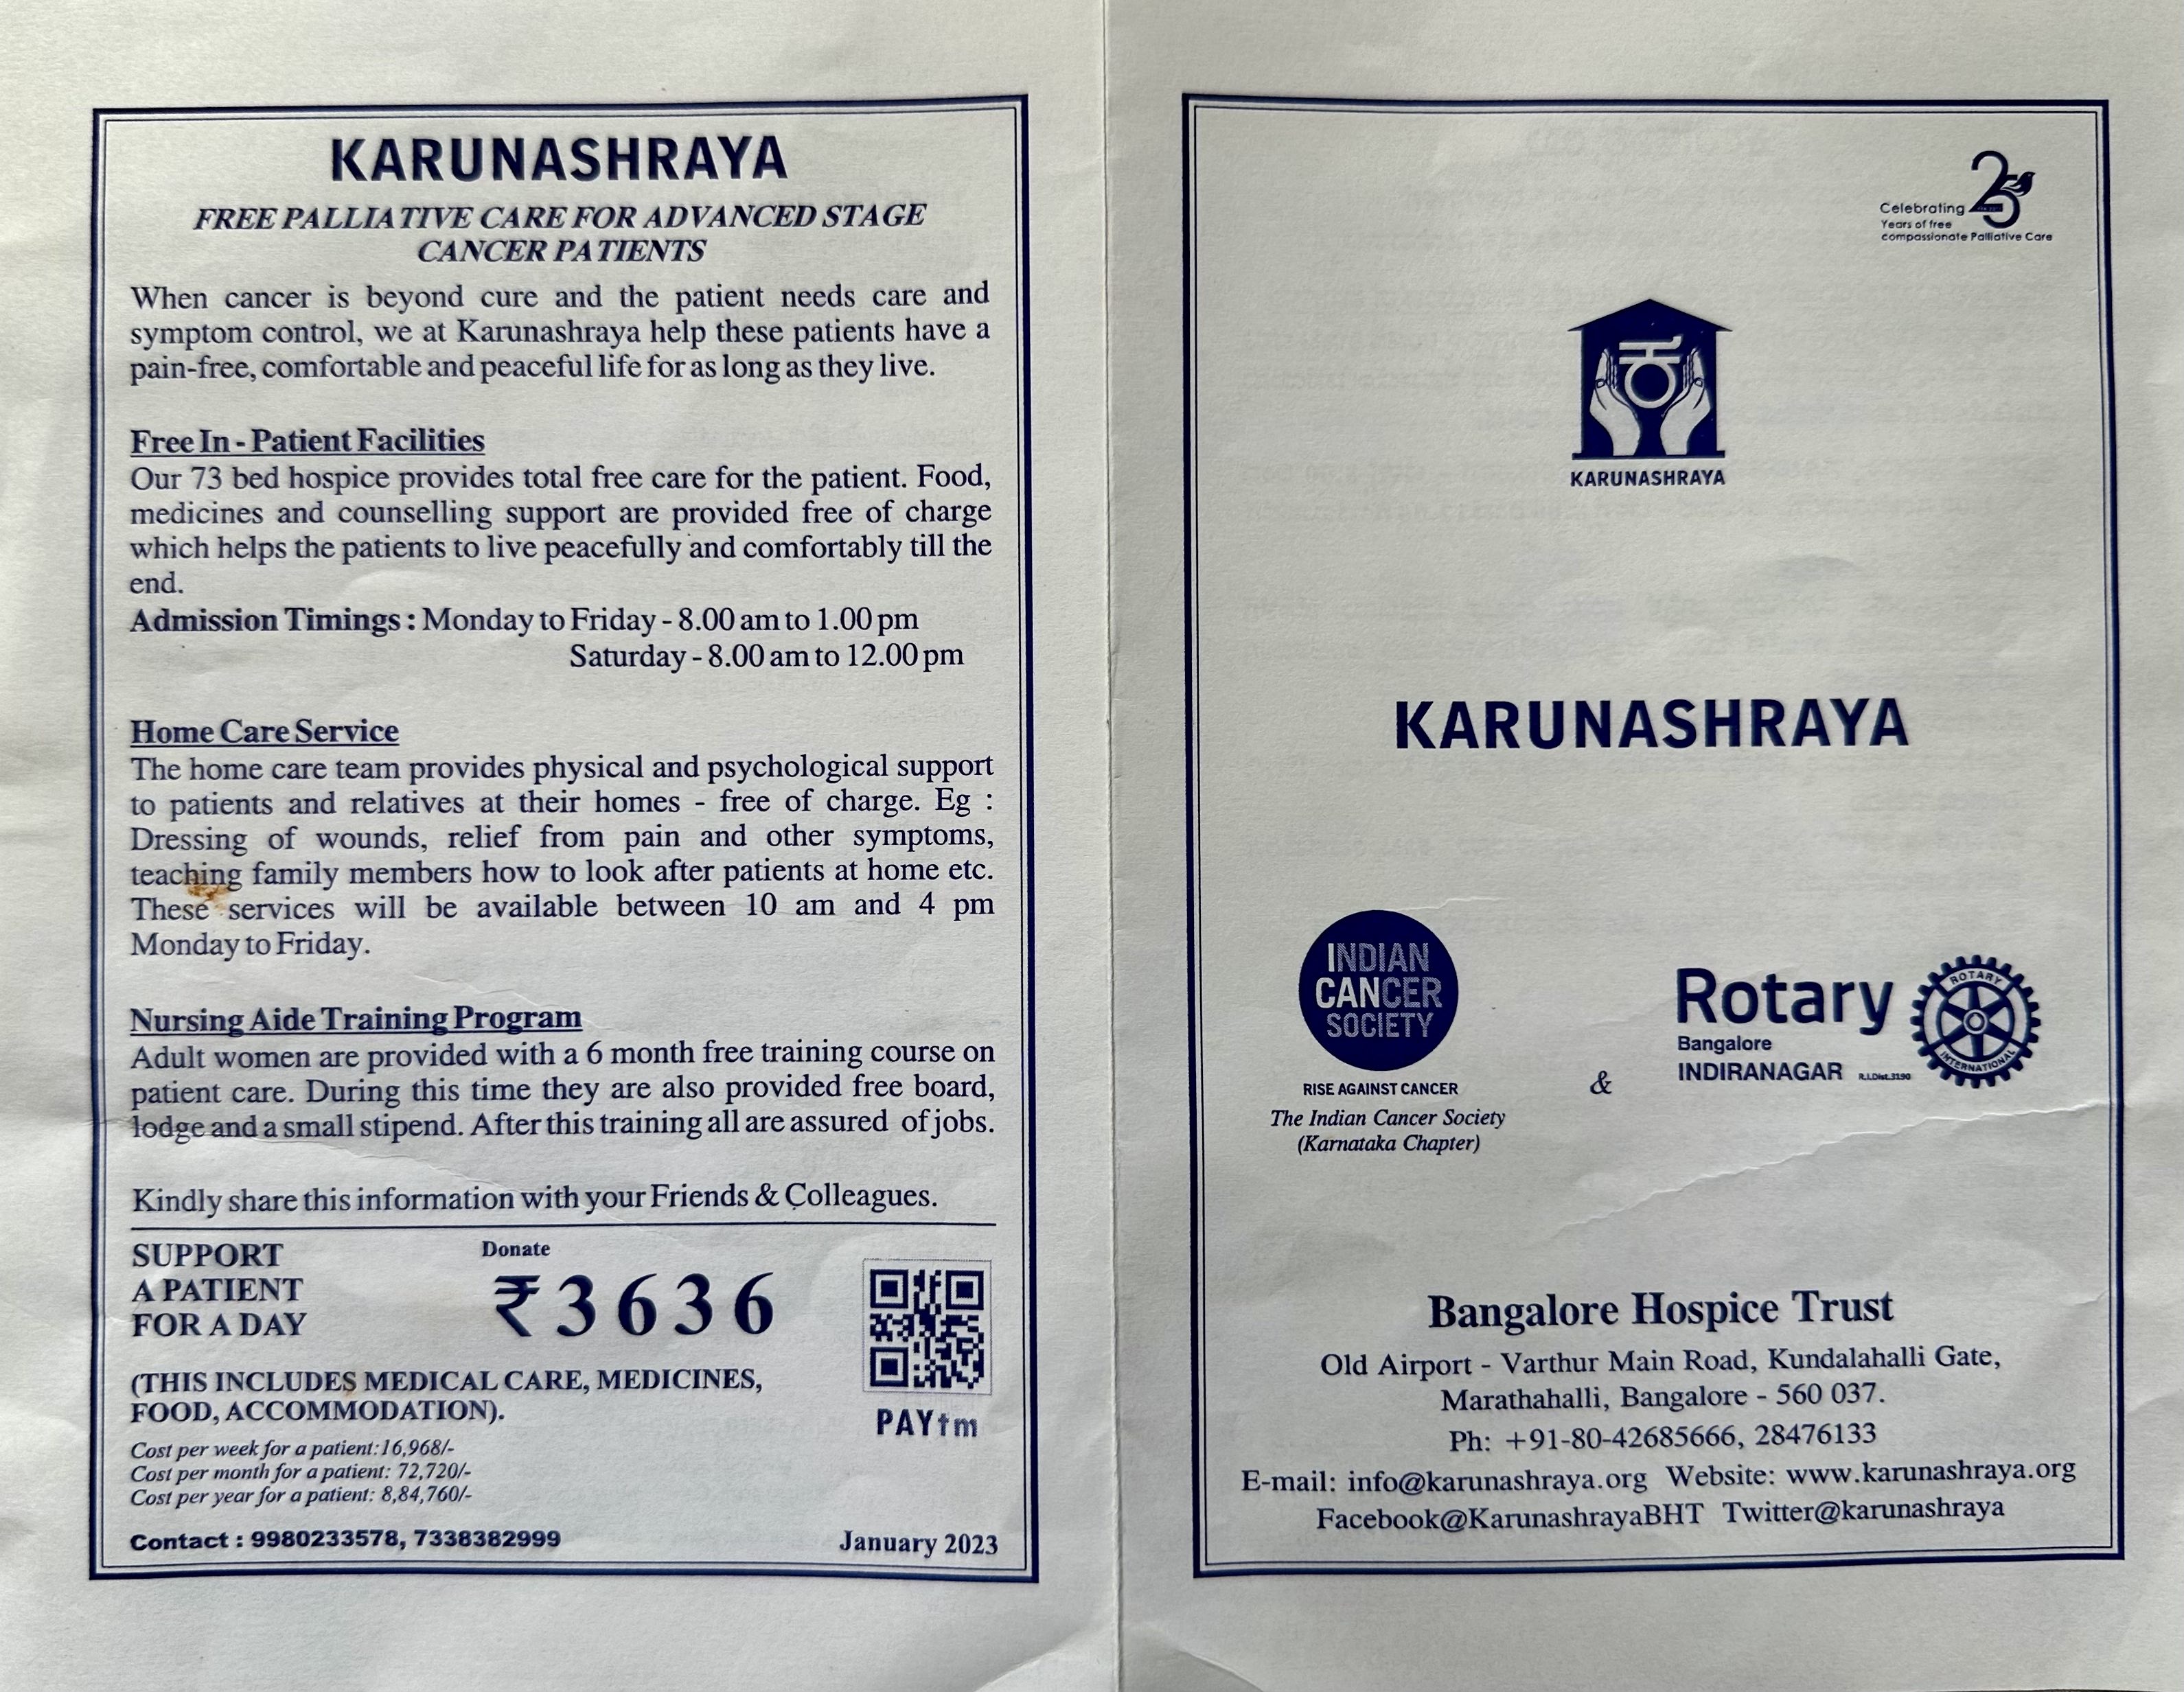 KARUNASHRAYA
FREE PALLIATIVE CARE FOR ADVANCED STAGE
CANCER PATIENTS
When cancer is beyond cure and the patient needs care and
symptom control, we at Karunashraya help these patients have a
pain-free, comfortable and peaceful life for as long as they live.
Free In - Patient Facilities
Our 73 bed hospice provides total free care for the patient. Food,
medicines and counselling support are provided free of charge
which helps the patients to live peacefully and comfortably till the
end.
Admission Timings : Monday to Friday - 8.00 am to 1.00 pm
Saturday - 8.00 am to 12.00 pm
Home Care Service
The home care team provides physical and psychological support
to patients and relatives at their homes - free of charge. Eg :
Dressing of wounds, relief from pain and other symptoms,
teaching family members how to look after patients at home etc.
These services will be available between 10 am and 4 pm
Monday to Friday.
Nursing Aide Training Program
Adult women are provided with a 6 month free training course on
patient care. During this time they are also provided free board,
lodge and a small stipend. After this training all are assured of jobs.
Kindly share this information with your Friends & Colleagues.
SUPPORT
A PATIENT
FOR A DAY
Donate
₹3636
(THIS INCLUDES MEDICAL CARE, MEDICINES,
FOOD, ACCOMMODATION).
PAYtm
Cost per week for a patient:16,968/-
Cost per month for a patient: 72,720/-
Cost per year for a patient: 8,84,760/-
Contact : 9980233578, 7338382999
January 2023
25
Celebrating
Years of free
compassionate Palliative Care
क
KARUNASHRAYA
KARUNASHRAYA
INDIAN
CANCER
SOCIETY
RISE AGAINST CANCER
The Indian Cancer Society
(Karnataka Chapter)
&
Rotary
Bangalore
INDIRANAGAR R.I.Dist.3190
ROTARY
INTERNATIONAL
Bangalore Hospice Trust
Old Airport - Varthur Main Road, Kundalahalli Gate,
Marathahalli, Bangalore - 560 037.
Ph: +91-80-42685666, 28476133
E-mail: info@karunashraya.org Website: www.karunashraya.org
Facebook@KarunashrayaBHT Twitter@karunashraya